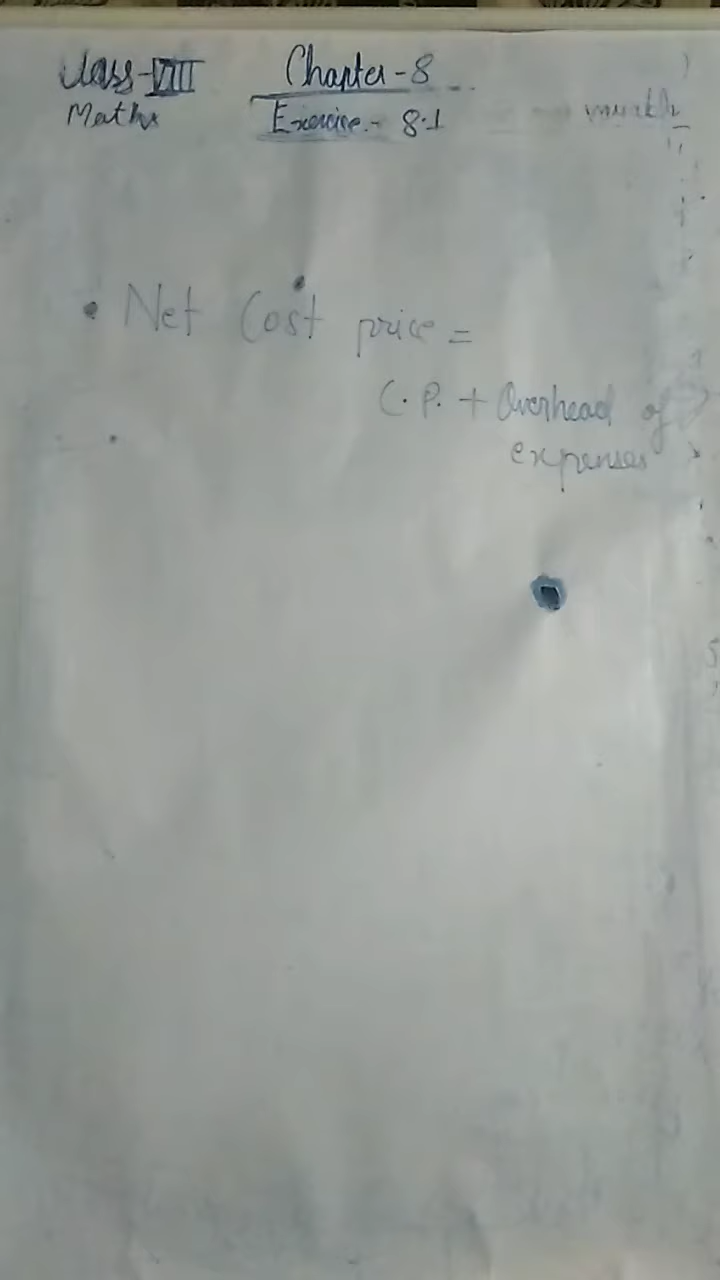 Class-VIII Chapter-8
Maths Exercise.- 8.1
• Net Cost price =
C.P. + Overhead of
expenses